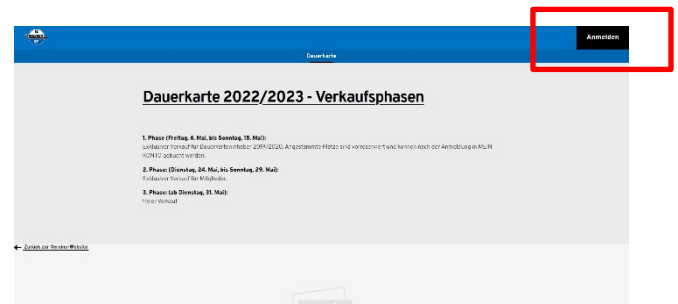 Anmelden
Dauerkarte
Dauerkarte 2022/2023 - Verkaufsphasen
1. Phase (Freitag, 6. Mai, bis Sonntag, 15. Mai):
Exklusiver Verkauf für Dauerkarteninhaber 2019/2020. Angestammte Plätze sind vorreserviert und können nach der Anmeldung in MEIN
KONTO gebucht werden.
2. Phase: (Dienstag, 24. Mai, bis Sonntag, 29. Mai):
Exklusiver Verkauf für Mitglieder.
3. Phase: (ab Dienstag, 31. Mai):
freier Verkauf
← Zurück zur Vereins-Website